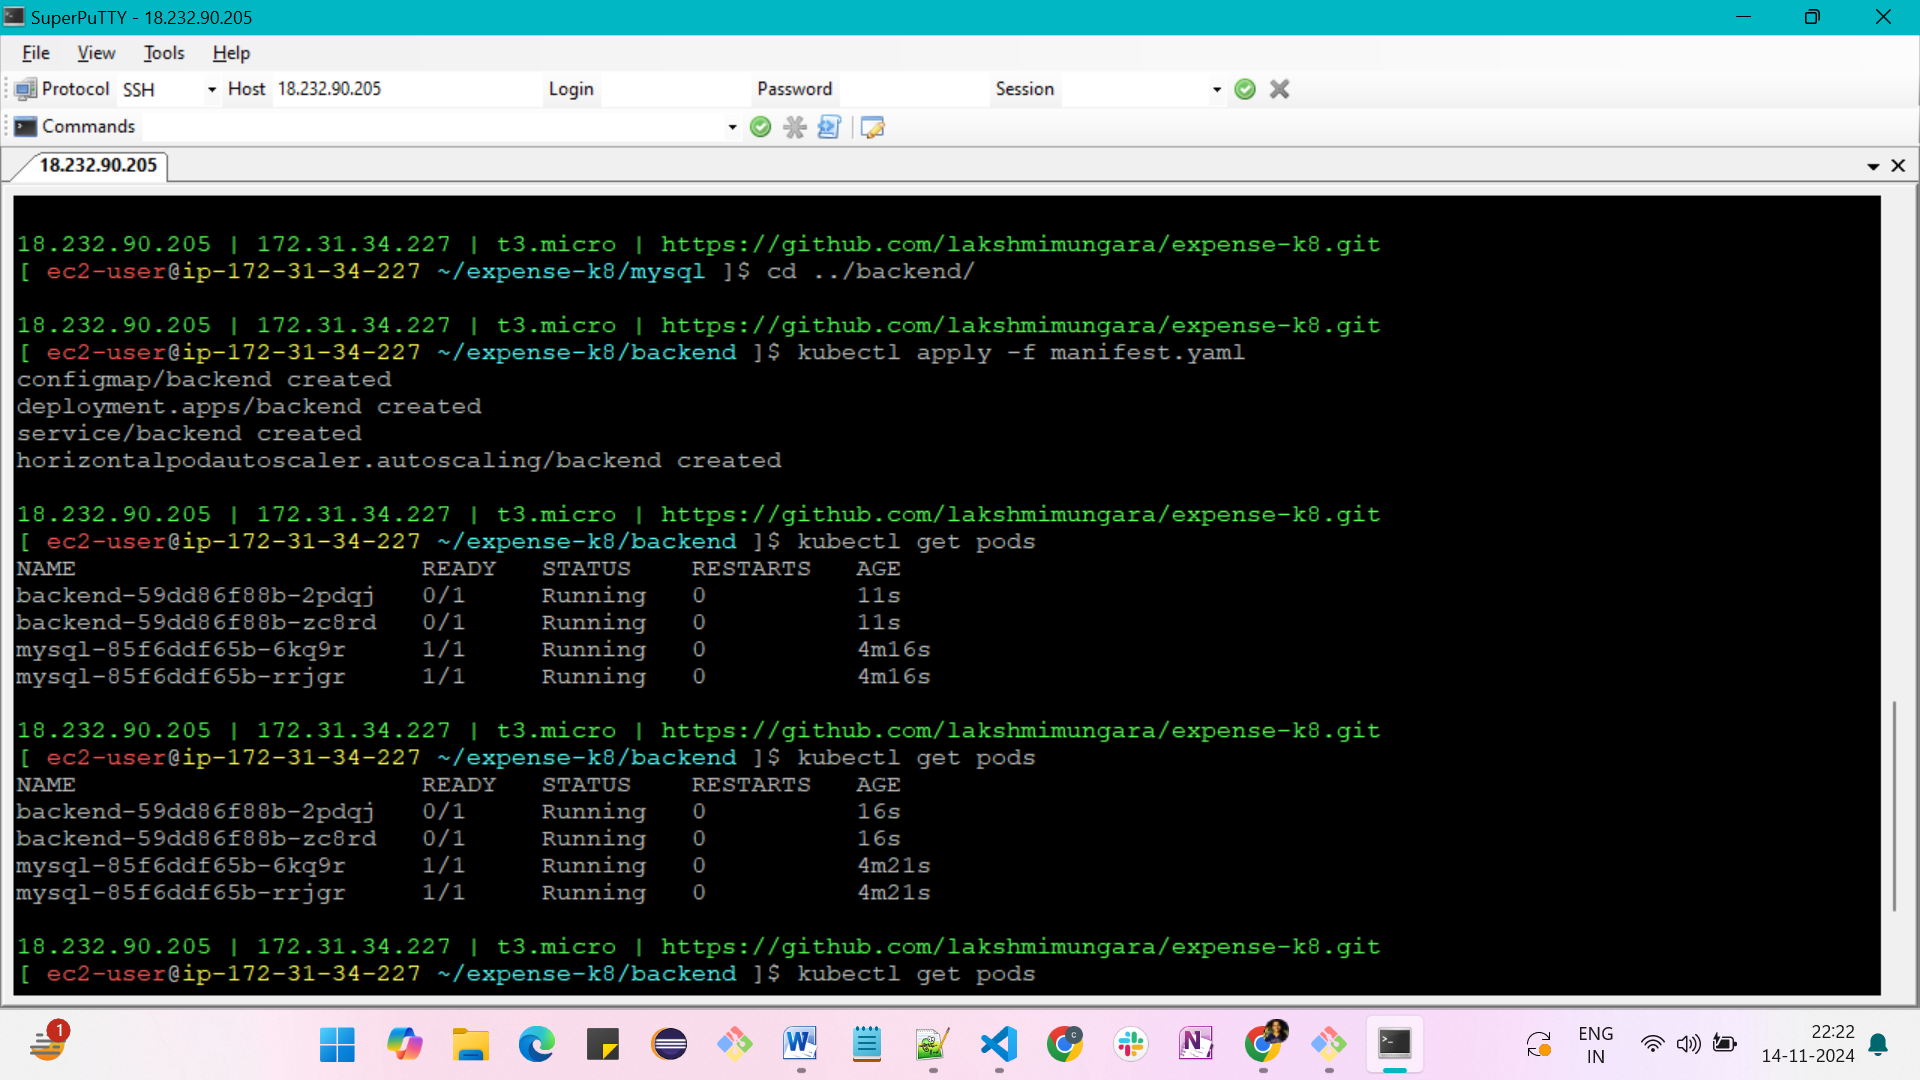 SuperPuTTY - 18.232.90.205
File View Tools Help
Protocol SSH Host 18.232.90.205 Login Password Session
Commands
18.232.90.205
18.232.90.205 | 172.31.34.227 | t3.micro | https://github.com/lakshmimungara/expense-k8.git
[ ec2-user@ip-172-31-34-227 ~/expense-k8/mysql ]$ cd ../backend/
18.232.90.205 | 172.31.34.227 | t3.micro | https://github.com/lakshmimungara/expense-k8.git
[ ec2-user@ip-172-31-34-227 ~/expense-k8/backend ]$ kubectl apply -f manifest.yaml
configmap/backend created
deployment.apps/backend created
service/backend created
horizontalpodautoscaler.autoscaling/backend created
18.232.90.205 | 172.31.34.227 | t3.micro | https://github.com/lakshmimungara/expense-k8.git
[ ec2-user@ip-172-31-34-227 ~/expense-k8/backend ]$ kubectl get pods
NAME READY STATUS RESTARTS AGE
backend-59dd86f88b-2pdqj 0/1 Running 0 11s
backend-59dd86f88b-zc8rd 0/1 Running 0 11s
mysql-85f6ddf65b-6kq9r 1/1 Running 0 4m16s
mysql-85f6ddf65b-rrjgr 1/1 Running 0 4m16s
18.232.90.205 | 172.31.34.227 | t3.micro | https://github.com/lakshmimungara/expense-k8.git
[ ec2-user@ip-172-31-34-227 ~/expense-k8/backend ]$ kubectl get pods
NAME READY STATUS RESTARTS AGE
backend-59dd86f88b-2pdqj 0/1 Running 0 16s
backend-59dd86f88b-zc8rd 0/1 Running 0 16s
mysql-85f6ddf65b-6kq9r 1/1 Running 0 4m21s
mysql-85f6ddf65b-rrjgr 1/1 Running 0 4m21s
18.232.90.205 | 172.31.34.227 | t3.micro | https://github.com/lakshmimungara/expense-k8.git
[ ec2-user@ip-172-31-34-227 ~/expense-k8/backend ]$ kubectl get pods
1
ENG
IN
22:22
14-11-2024